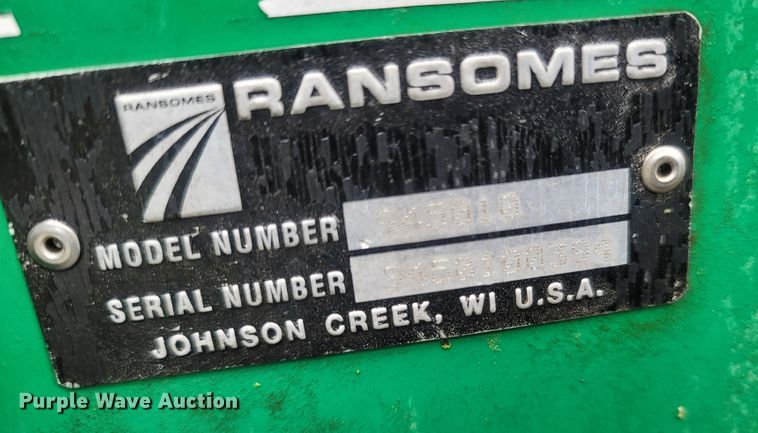 RANSOMES
RANSOMES
MODEL NUMBER
SERIAL NUMBER
JOHNSON CREEK, WI U.S.A.
Purple Wave Auction